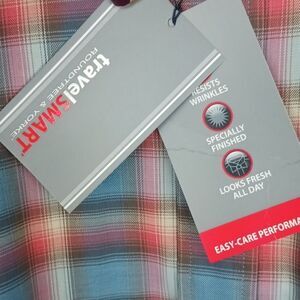 travelSMART
ROUNDTREE & YORKE
RESISTS
WRINKLES
SPECIALLY
FINISHED
LOOKS FRESH
ALL DAY
EASY-CARE PERFORMA